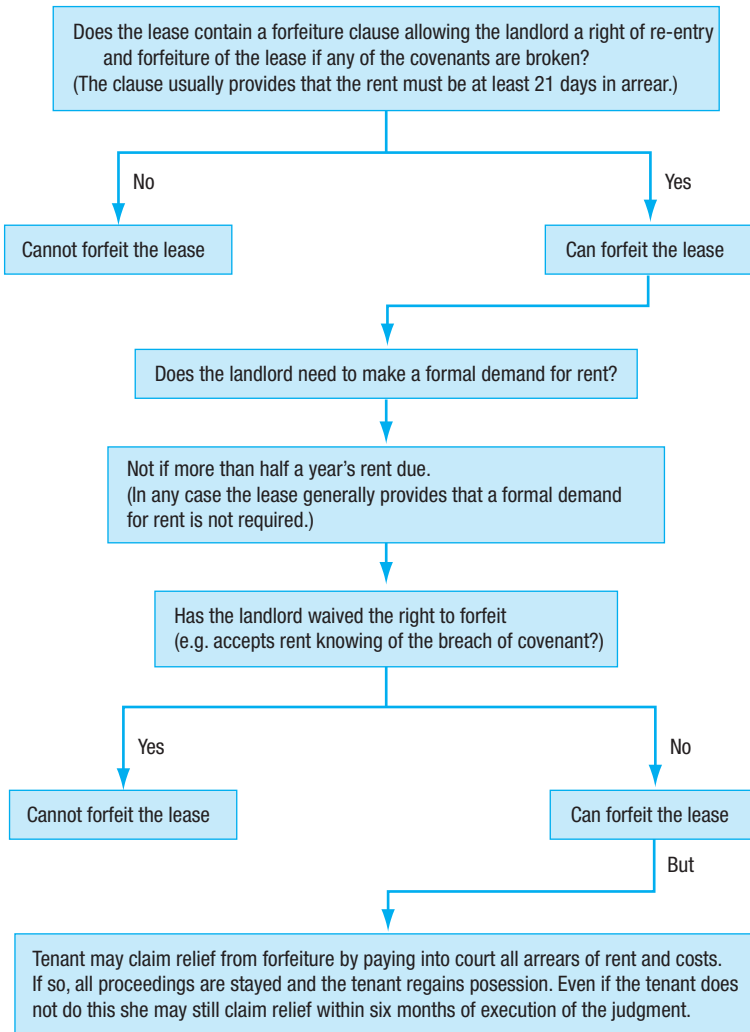 Does the lease contain a forfeiture clause allowing the landlord a right of re-entry
and forfeiture of the lease if any of the covenants are broken?
(The clause usually provides that the rent must be at least 21 days in arrear.)
No
Yes
Cannot forfeit the lease
Can forfeit the lease
Does the landlord need to make a formal demand for rent?
Not if more than half a year's rent due.
(In any case the lease generally provides that a formal demand
for rent is not required.)
Has the landlord waived the right to forfeit
(e.g. accepts rent knowing of the breach of covenant?)
Yes
No
Cannot forfeit the lease
Can forfeit the lease
But
Tenant may claim relief from forfeiture by paying into court all arrears of rent and costs.
If so, all proceedings are stayed and the tenant regains posession. Even if the tenant does
not do this she may still claim relief within six months of execution of the judgment.